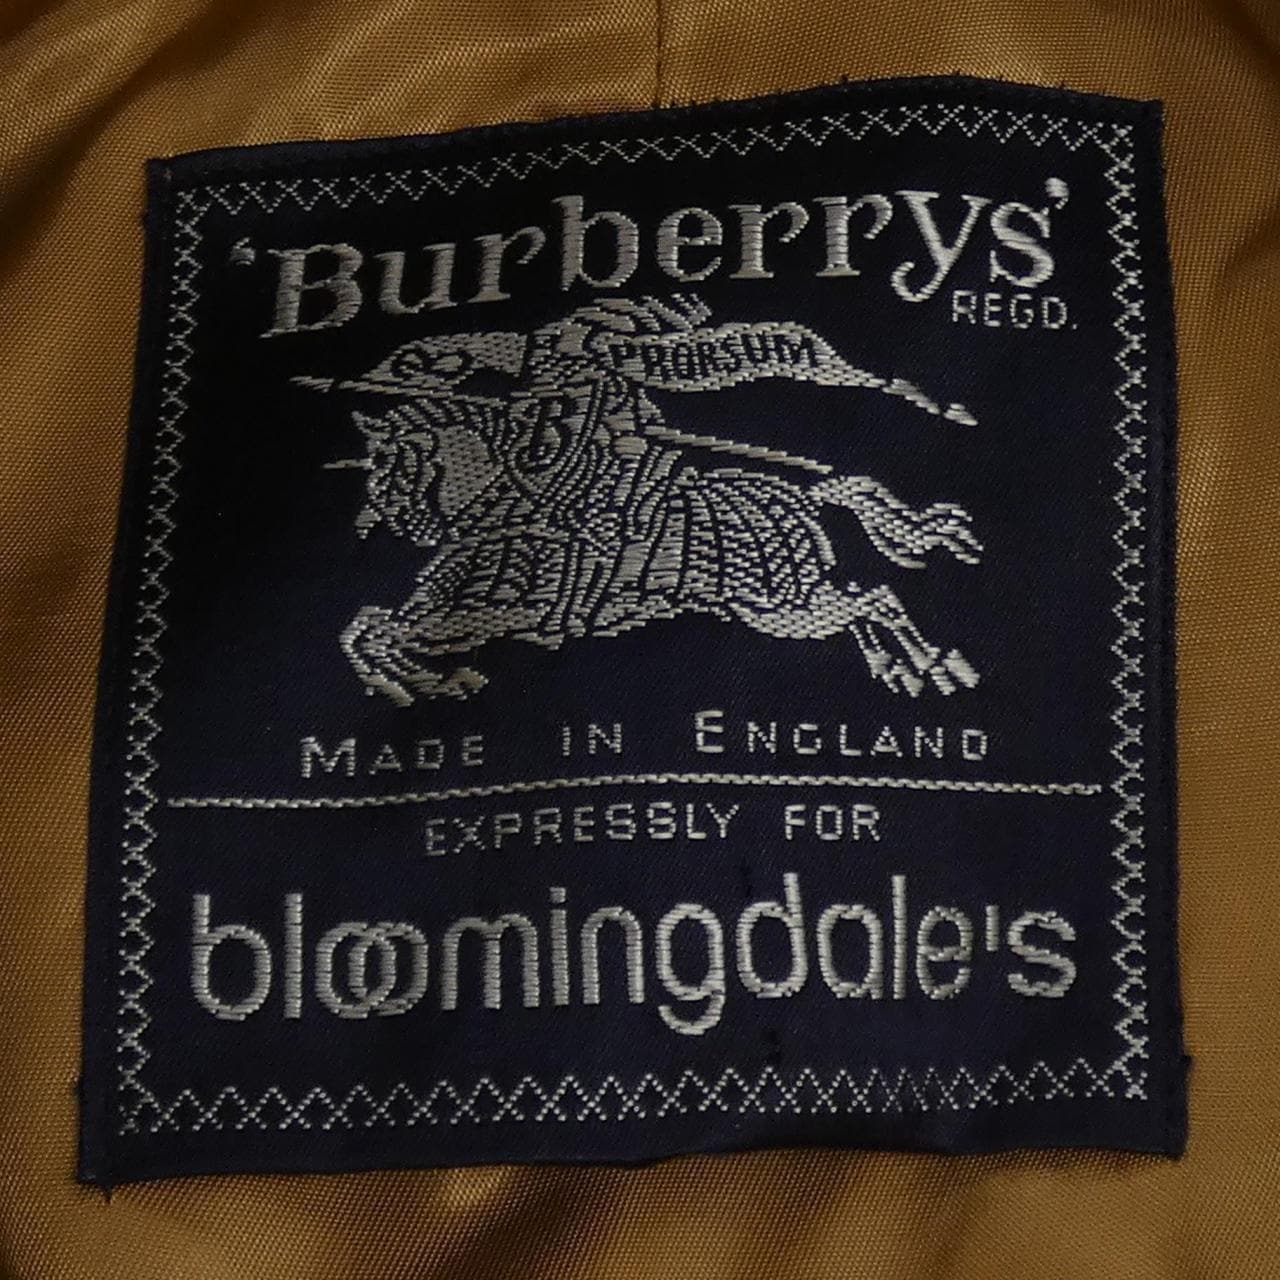 'Burberrys'
REGD.
PRORSUM
B
MADE IN ENGLAND
EXPRESSLY FOR
bloomingdale's